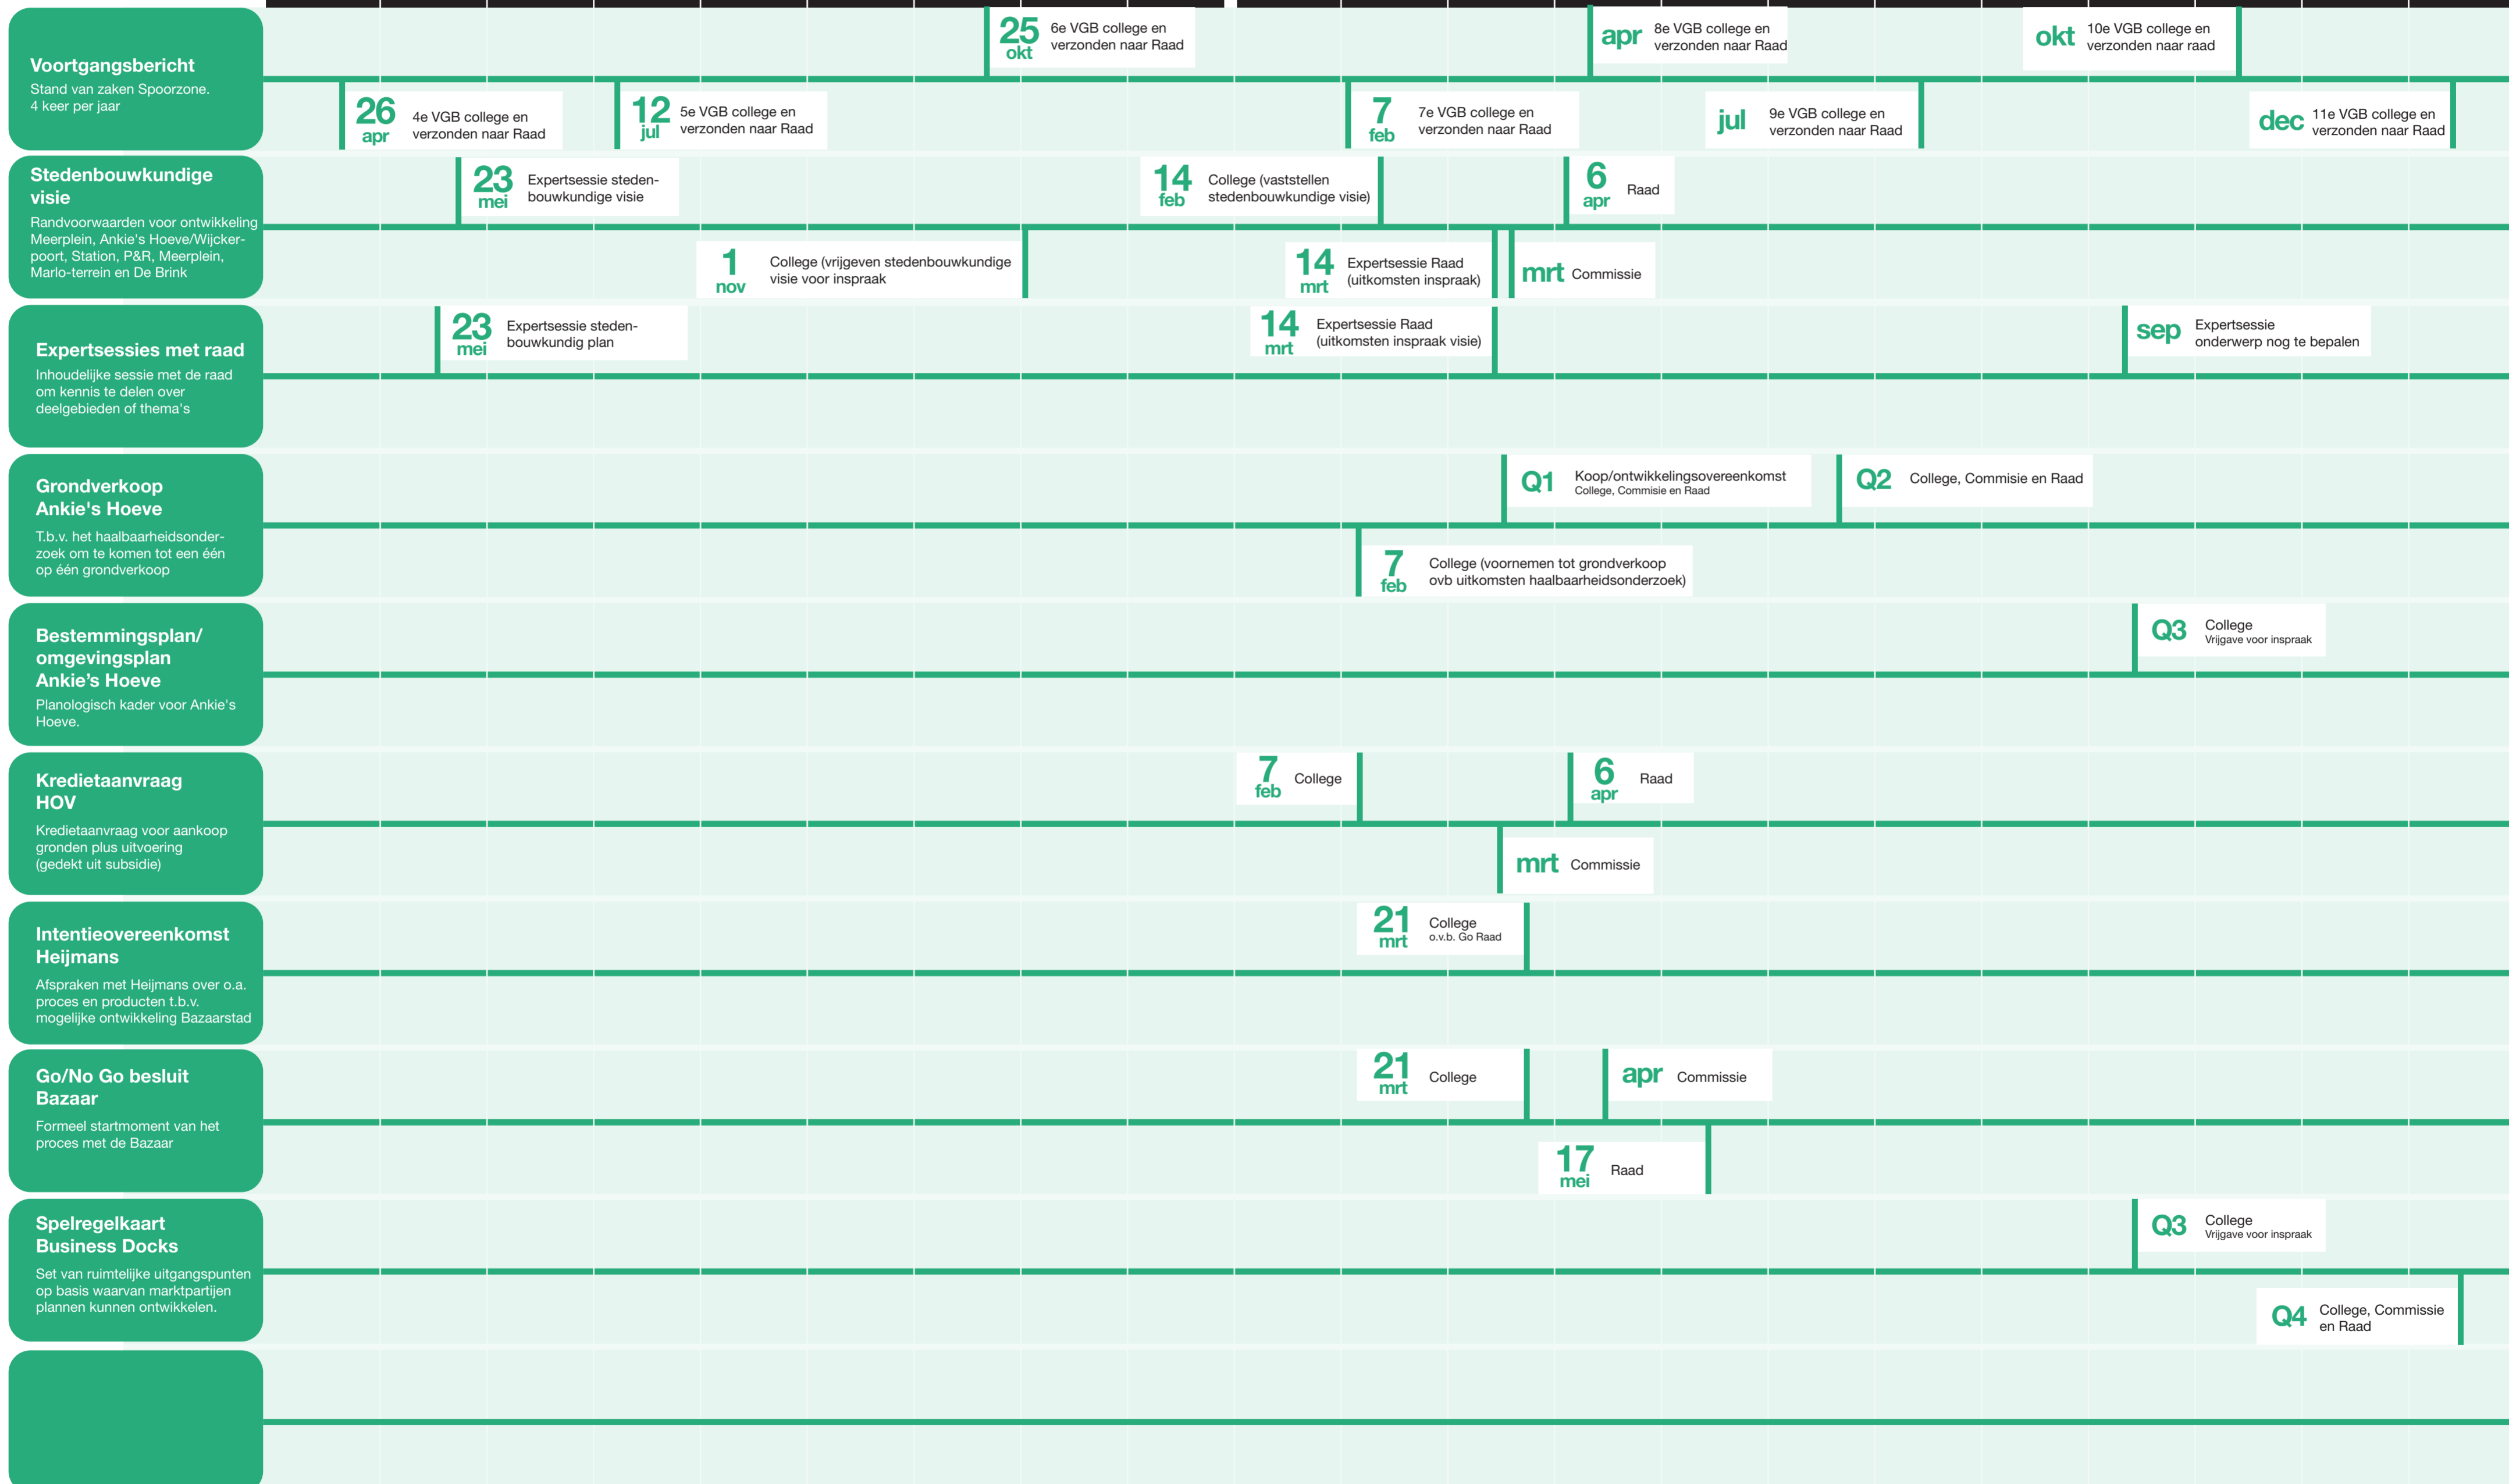 Voortgangsbericht
Stand van zaken Spoorzone.
4 keer per jaar
25
okt
6e VGB college en
verzonden naar Raad
apr
8e VGB college en
verzonden naar Raad
okt
10e VGB college en
verzonden naar raad
26
apr
4e VGB college en
verzonden naar Raad
12
jul
5e VGB college en
verzonden naar Raad
7
feb
7e VGB college en
verzonden naar Raad
jul
9e VGB college en
verzonden naar Raad
dec
11e VGB college en
verzonden naar Raad
Stedenbouwkundige
visie
Randvoorwaarden voor ontwikkeling
Meerplein, Ankie's Hoeve/Wijcker-
poort, Station, P&R, Meerplein,
Marlo-terrein en De Brink
23
mei
Expertsessie steden-
bouwkundige visie
14
feb
College (vaststellen
stedenbouwkundige visie)
6
apr
Raad
1
nov
College (vrijgeven stedenbouwkundige
visie voor inspraak
14
mrt
Expertsessie Raad
(uitkomsten inspraak)
mrt
Commissie
Expertsessies met raad
Inhoudelijke sessie met de raad
om kennis te delen over
deelgebieden of thema's
23
mei
Expertsessie steden-
bouwkundig plan
14
mrt
Expertsessie Raad
(uitkomsten inspraak visie)
sep
Expertsessie
onderwerp nog te bepalen
Grondverkoop
Ankie's Hoeve
T.b.v. het haalbaarheidsonder-
zoek om te komen tot een één
op één grondverkoop
Q1
Koop/ontwikkelingsovereenkomst
College, Commisie en Raad
Q2
College, Commisie en Raad
7
feb
College (voornemen tot grondverkoop
ovb uitkomsten haalbaarheidsonderzoek)
Bestemmingsplan/
omgevingsplan
Ankie’s Hoeve
Planologisch kader voor Ankie's
Hoeve.
Q3
College
Vrijgave voor inspraak
Kredietaanvraag
HOV
Kredietaanvraag voor aankoop
gronden plus uitvoering
(gedekt uit subsidie)
7
feb
College
6
apr
Raad
mrt
Commissie
Intentieovereenkomst
Heijmans
Afspraken met Heijmans over o.a.
proces en producten t.b.v.
mogelijke ontwikkeling Bazaarstad
21
mrt
College
o.v.b. Go Raad
Go/No Go besluit
Bazaar
Formeel startmoment van het
proces met de Bazaar
21
mrt
College
apr
Commissie
17
mei
Raad
Spelregelkaart
Business Docks
Set van ruimtelijke uitgangspunten
op basis waarvan marktpartijen
plannen kunnen ontwikkelen.
Q3
College
Vrijgave voor inspraak
Q4
College, Commissie
en Raad